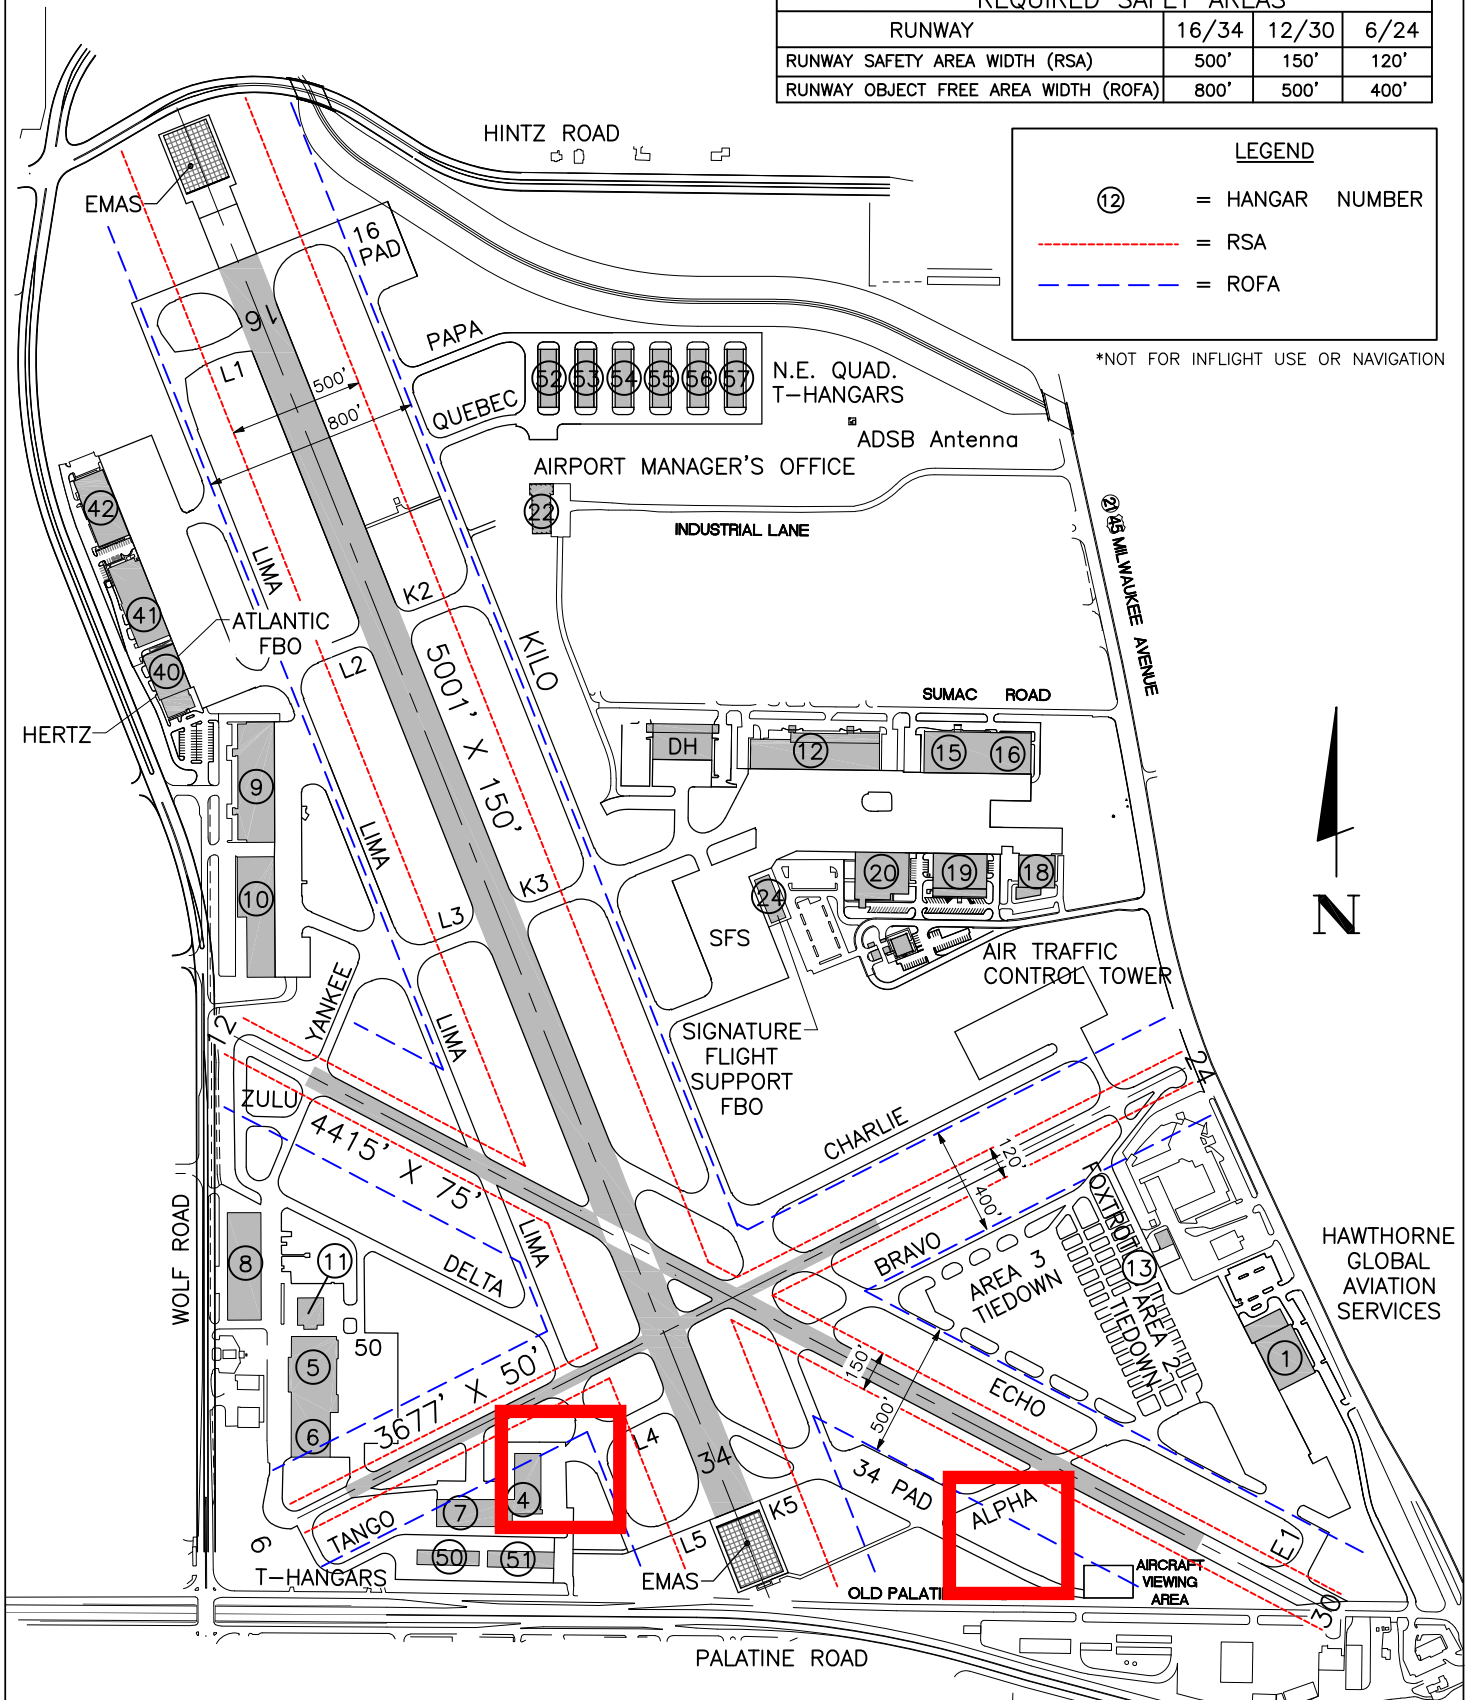 REQUIRED SAFET AREAS
RUNWAY 16/34 12/30 6/24
RUNWAY SAFETY AREA WIDTH (RSA) 500' 150' 120'
RUNWAY OBJECT FREE AREA WIDTH (ROFA) 800' 500' 400'
LEGEND
12 = HANGAR NUMBER
= RSA
= ROFA
*NOT FOR INFLIGHT USE OR NAVIGATION
HINTZ ROAD
EMAS
16
PAD
16
L1
500'
800'
PAPA
QUEBEC
52 53 54 55 56 57
N.E. QUAD.
T-HANGARS
ADSB Antenna
AIRPORT MANAGER'S OFFICE
22
INDUSTRIAL LANE
21 45 MILWAUKEE AVENUE
42
41
40
LIMA
K2
ATLANTIC
FBO
L2
KILO
5001' X 150'
HERTZ
SUMAC ROAD
DH
12
15
16
9
10
LIMA
K3
L3
20
19
18
24
SFS
AIR TRAFFIC
CONTROL TOWER
N
YANKEE
LIMA
SIGNATURE
FLIGHT
SUPPORT
FBO
12
ZULU
4415' X 75'
24
CHARLIE
120'
400'
WOLF ROAD
8
11
DELTA
LIMA
BRAVO
FOXTROT
AREA 3
TIEDOWN
13
AREA 2
TIEDOWN
HAWTHORNE
GLOBAL
AVIATION
SERVICES
1
50
5
6
3677' X 50'
150'
500'
ECHO
L4
34
34 PAD
ALPHA
4
7
TANGO
6
50
51
T-HANGARS
L5
K5
EMAS
E1
30
AIRCRAFT
VIEWING
AREA
OLD PALATI
PALATINE ROAD